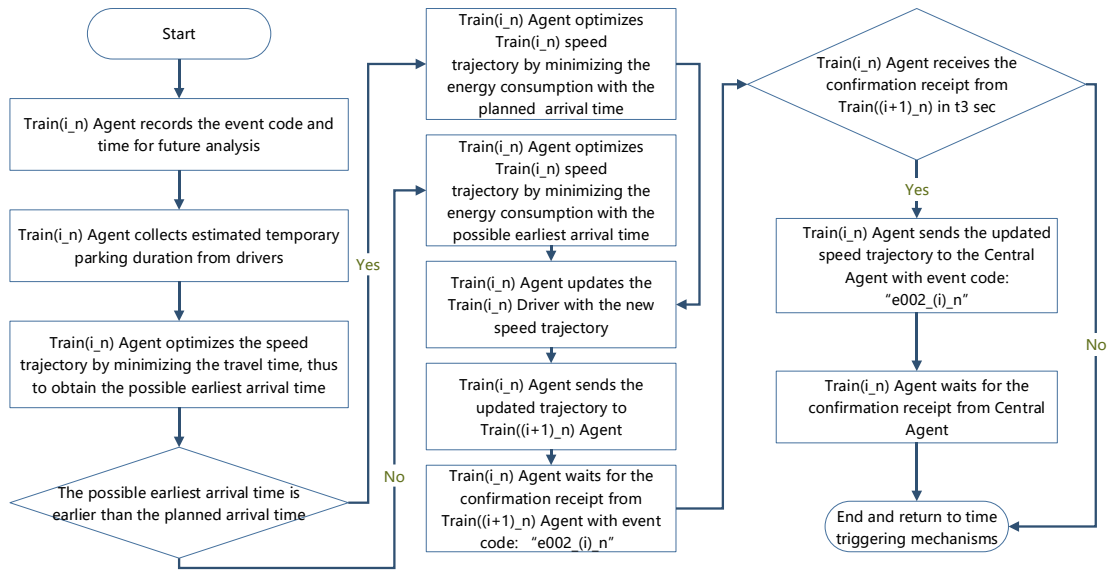 Start
Train(i_n) Agent records the event code and
time for future analysis
Train(i_n) Agent collects estimated temporary
parking duration from drivers
Train(i_n) Agent optimizes the speed
trajectory by minimizing the travel time, thus
to obtain the possible earliest arrival time
The possible earliest arrival time is
earlier than the planned arrival time
Yes
No
Train(i_n) Agent optimizes
Train(i_n) speed
trajectory by minimizing the
energy consumption with the
planned arrival time
Train(i_n) Agent optimizes
Train(i_n) speed
trajectory by minimizing the
energy consumption with the
possible earliest arrival time
Train(i_n) Agent updates the
Train(i_n) Driver with the new
speed trajectory
Train(i_n) Agent sends the
updated trajectory to
Train((i+1)_n) Agent
Train(i_n) Agent waits for the
confirmation receipt from
Train((i+1)_n) Agent with event
code: “e002_(i)_n”
Train(i_n) Agent receives the
confirmation receipt from
Train((i+1)_n) in t3 sec
Yes
Train(i_n) Agent sends the updated
speed trajectory to the Central
Agent with event code:
“e002_(i)_n”
No
Train(i_n) Agent waits for the
confirmation receipt from Central
Agent
End and return to time
triggering mechanisms